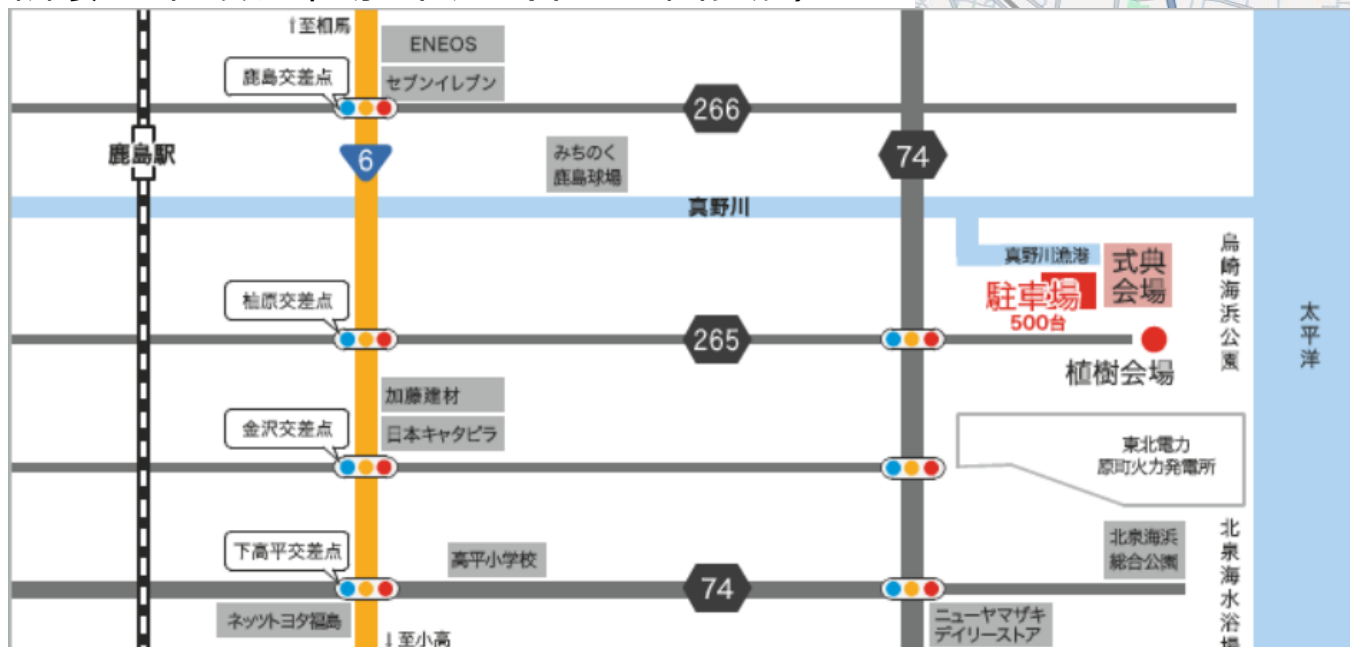 ↑至相馬
ENEOS
鹿島交差点
セブンイレブン
266
鹿島駅
6
みちのく
鹿島球場
74
真野川
真野川漁港
式典
会場
駐車場
500台
烏崎海浜公園
太平洋
柚原交差点
265
植樹会場
加藤建材
金沢交差点
日本キャタピラ
東北電力
原町火力発電所
下高平交差点
高平小学校
74
北泉海浜
総合公園
北泉海水浴場
ネッツトヨタ福島
ニューヤマザキ
デイリーストア
↓至小高